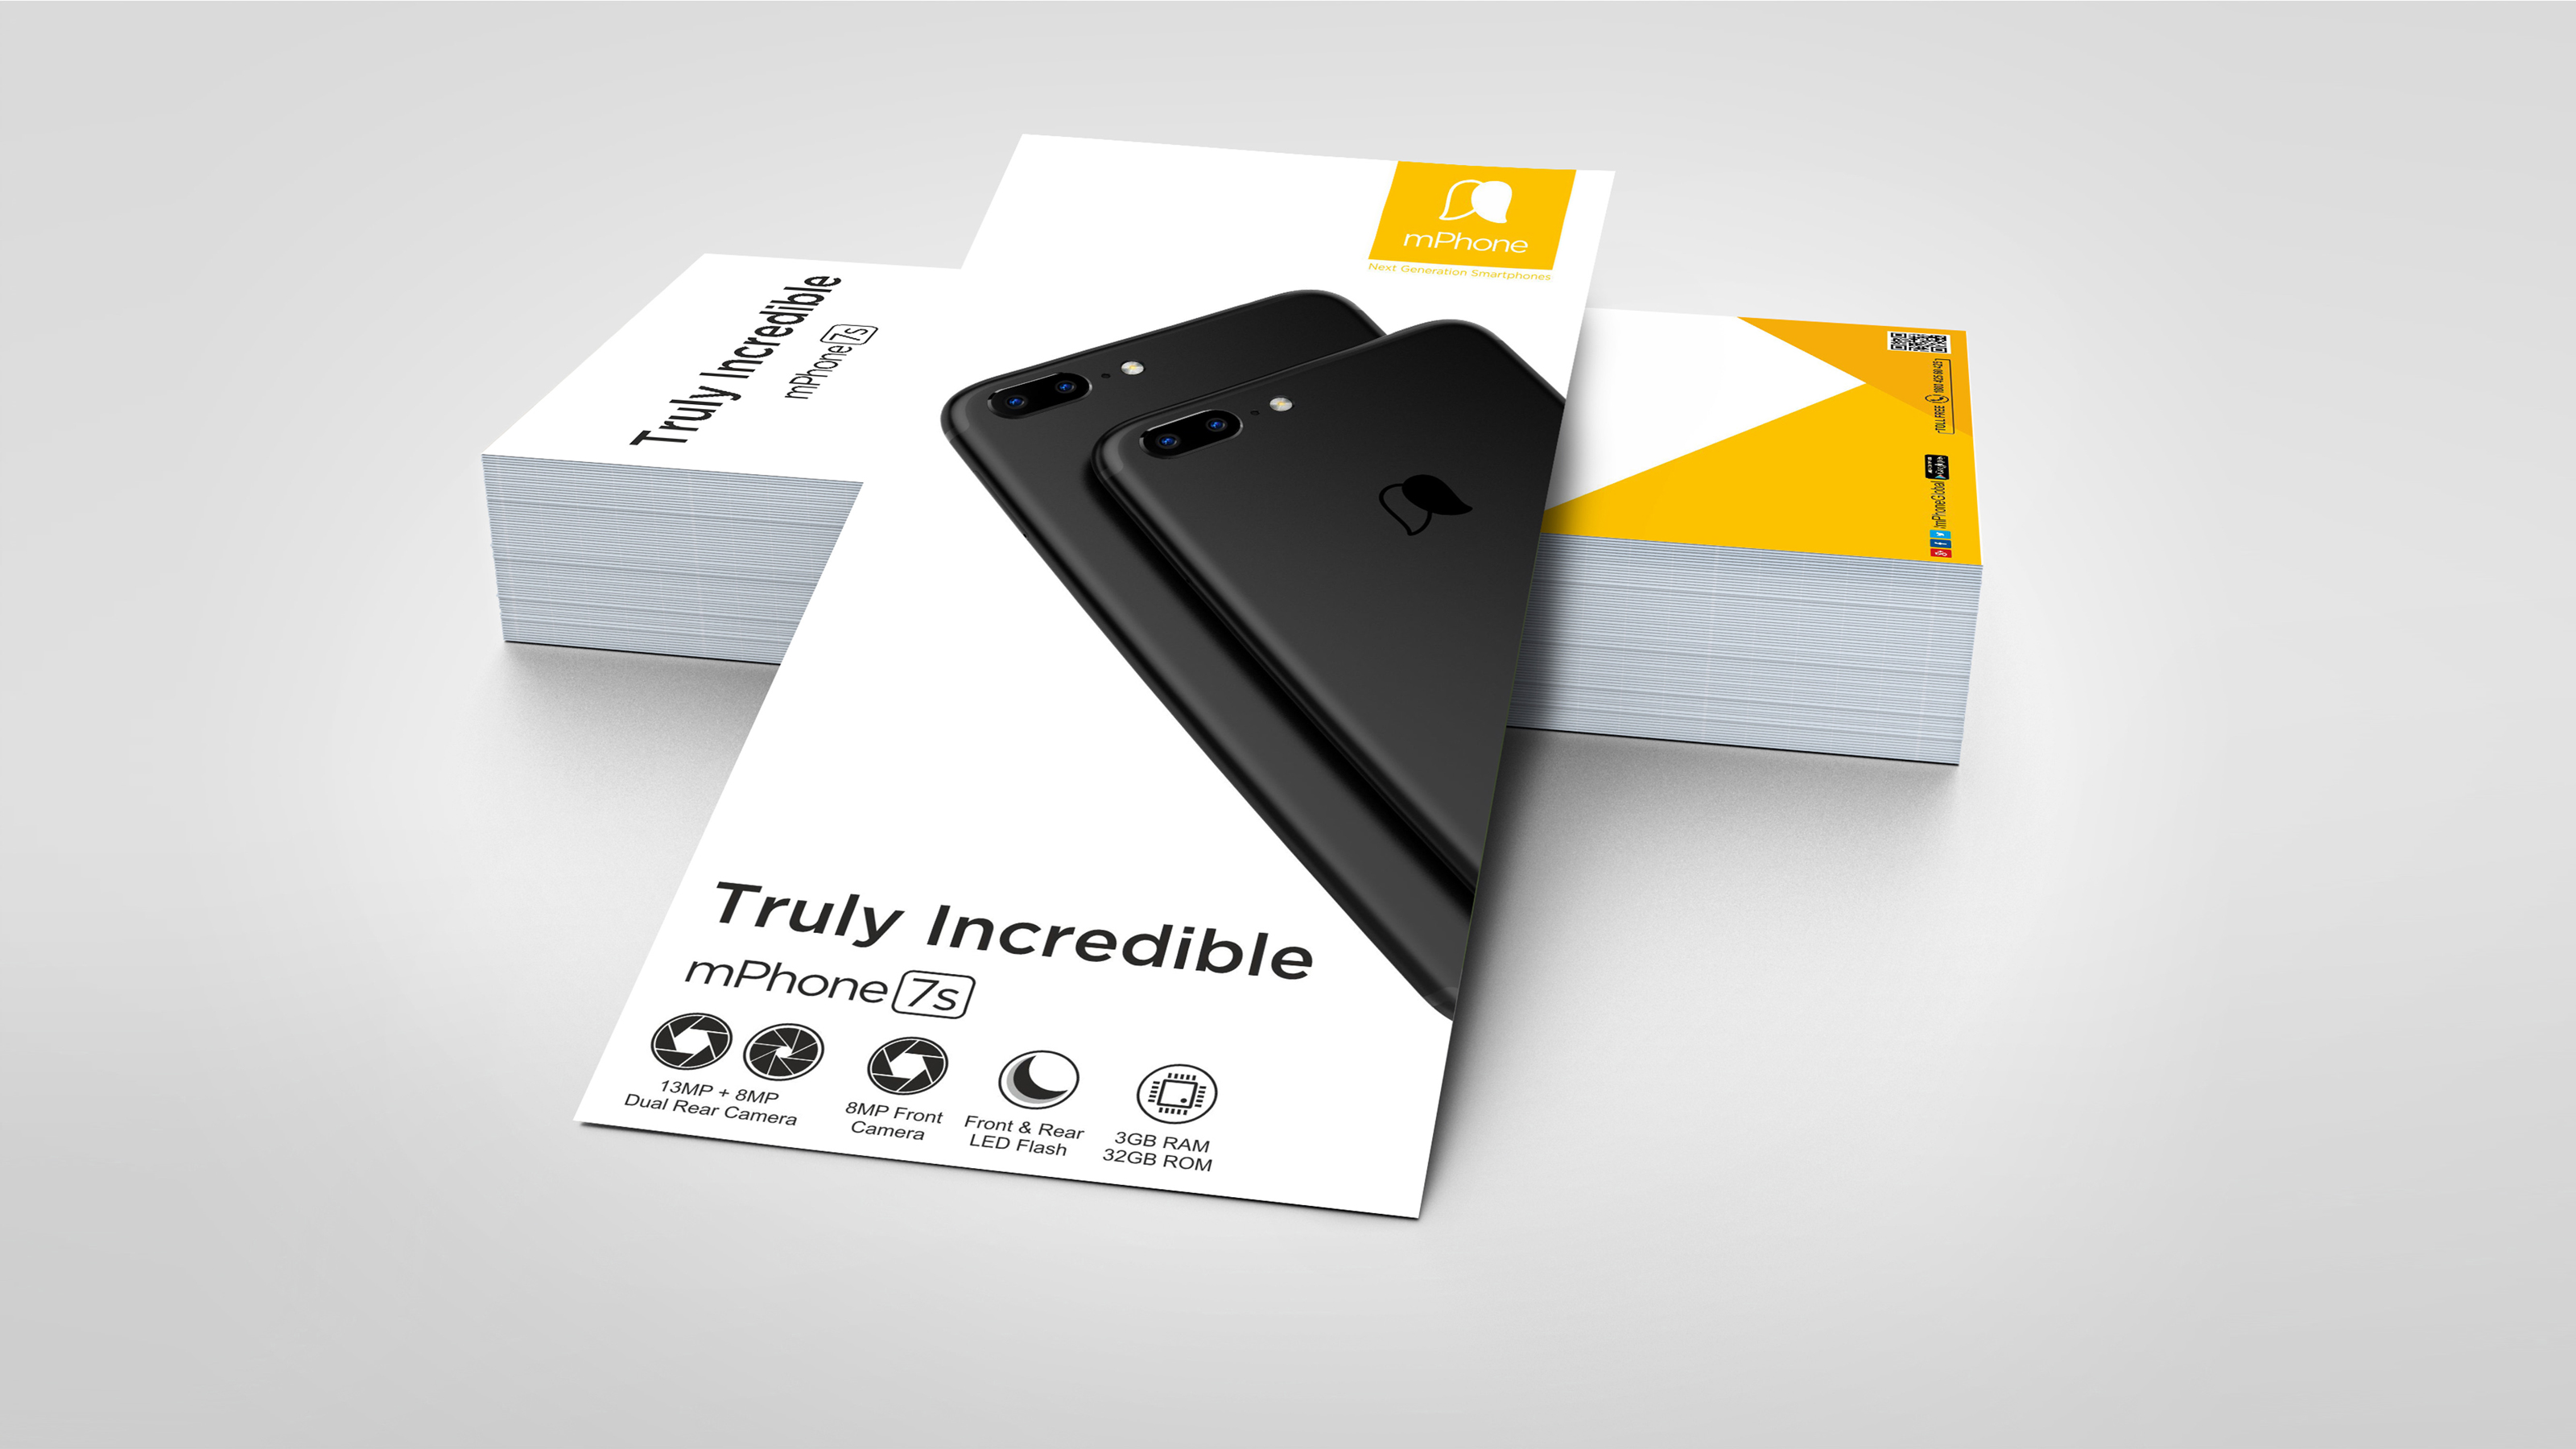 mPhone
Next Generation Smartphones
Truly Incredible
mPhone 7s
13MP + 8MP
Dual Rear Camera
8MP Front
Camera
Front & Rear
LED Flash
3GB RAM
32GB ROM
Truly Incredible
mPhone 7s
TOLL FREE
/mPhoneGlobal